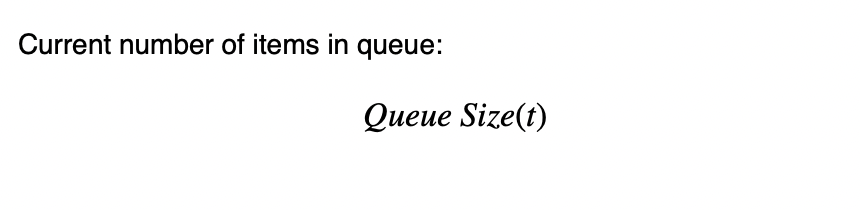 Current number of items in queue:
Queue Size(t)